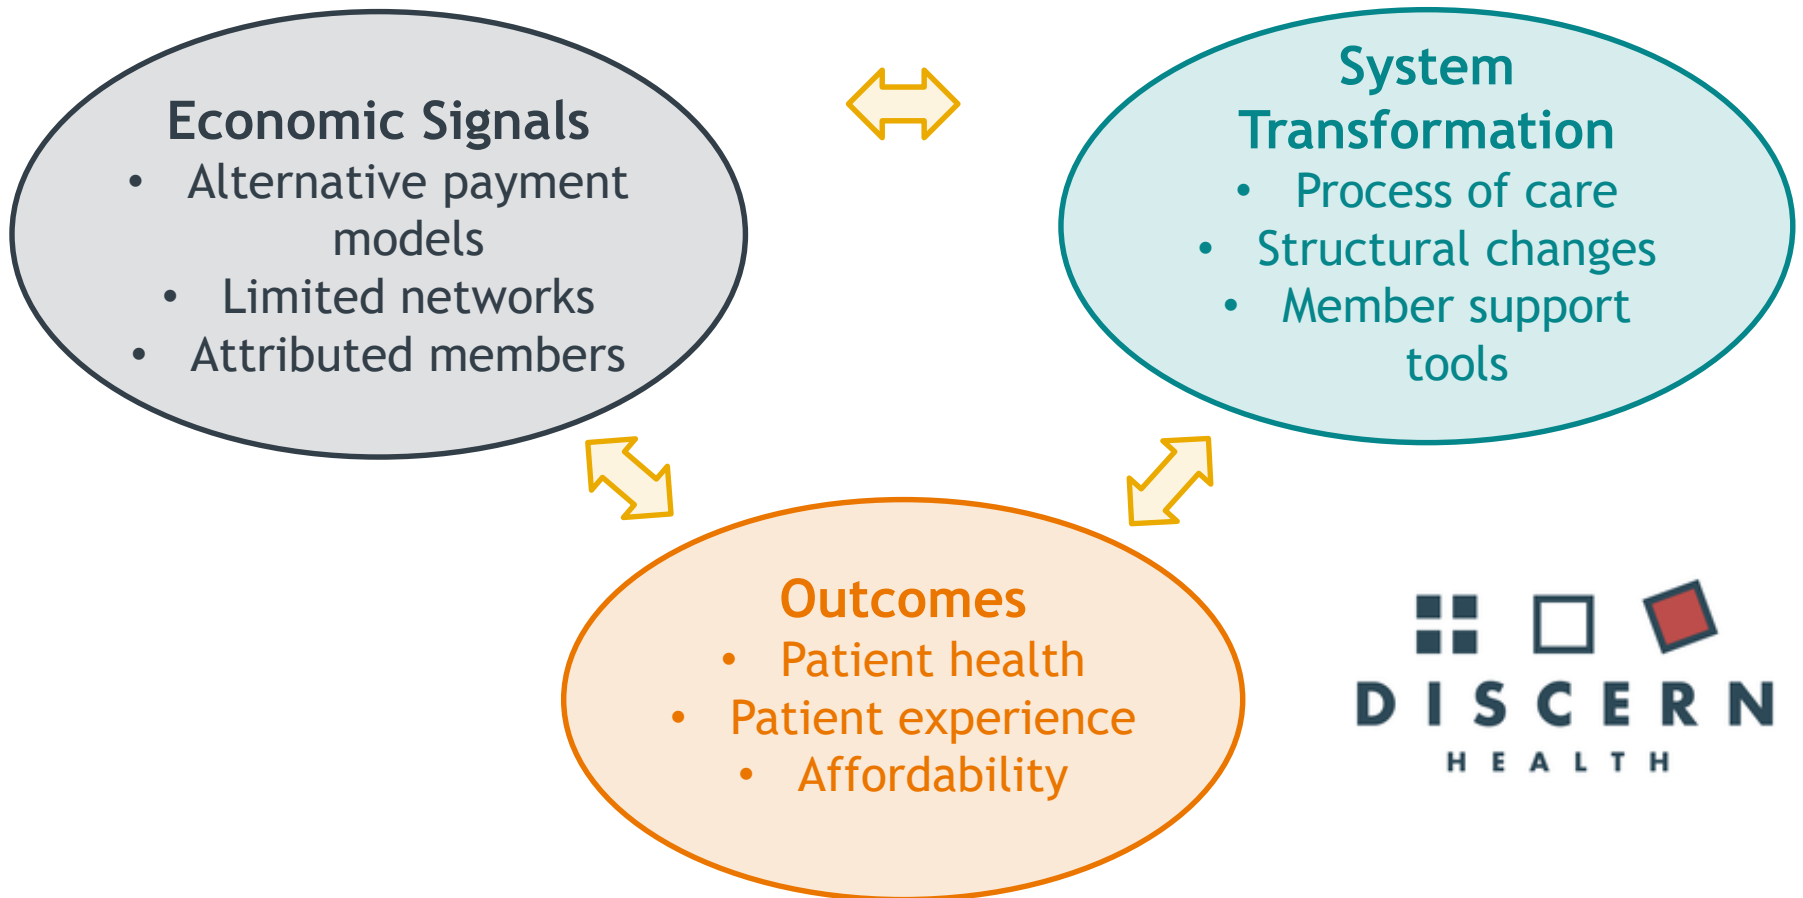 Economic Signals
• Alternative payment
models
• Limited networks
• Attributed members
System
Transformation
• Process of care
• Structural changes
• Member support
tools
Outcomes
• Patient health
• Patient experience
• Affordability
DISCERN
HEALTH